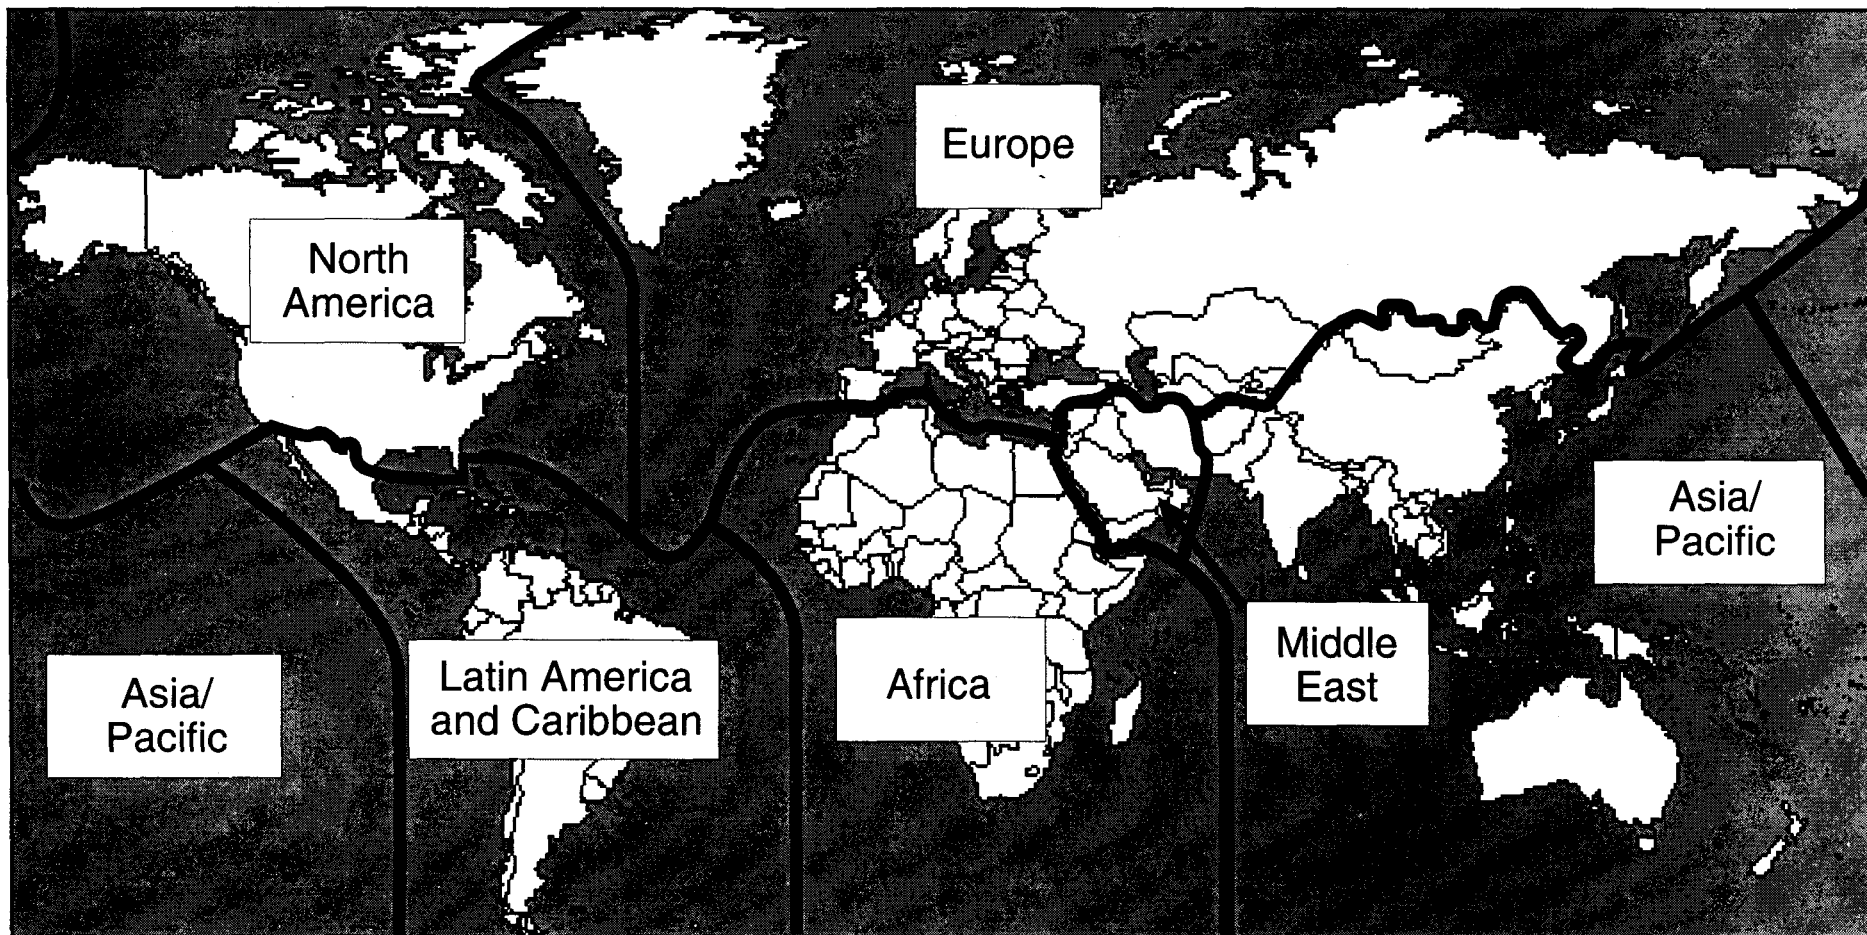 Europe
North
America
Asia/
Pacific
Middle
East
Latin America
and Caribbean
Africa
Asia/
Pacific